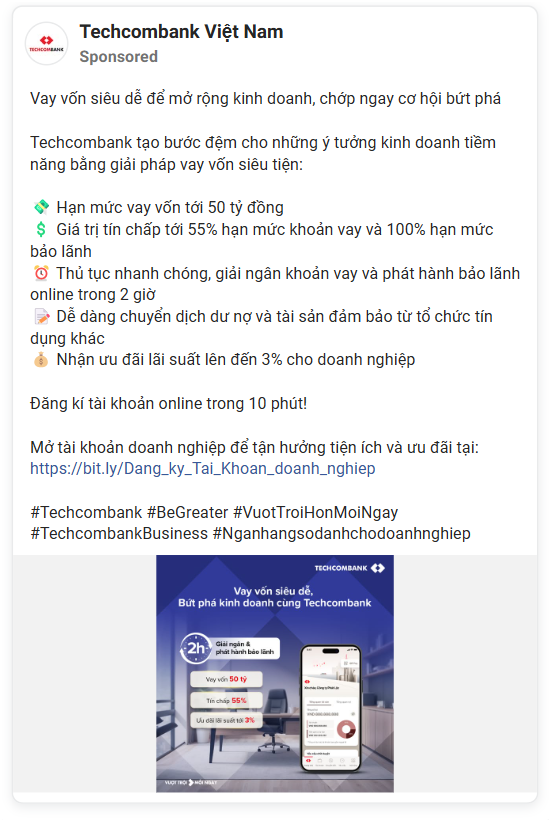 TECHCOMBANK
Techcombank Việt Nam
Sponsored
Vay vốn siêu dễ để mở rộng kinh doanh, chớp ngay cơ hội bứt phá
Techcombank tạo bước đệm cho những ý tưởng kinh doanh tiềm
năng bằng giải pháp vay vốn siêu tiện:
💸 Hạn mức vay vốn tới 50 tỷ đồng
💲 Giá trị tín chấp tới 55% hạn mức khoản vay và 100% hạn mức
bảo lãnh
⏰ Thủ tục nhanh chóng, giải ngân khoản vay và phát hành bảo lãnh
online trong 2 giờ
📝 Dễ dàng chuyển dịch dư nợ và tài sản đảm bảo từ tổ chức tín
dụng khác
💰 Nhận ưu đãi lãi suất lên đến 3% cho doanh nghiệp
Đăng kí tài khoản online trong 10 phút!
Mở tài khoản doanh nghiệp để tận hưởng tiện ích và ưu đãi tại:
https://bit.ly/Dang_ky_Tai_Khoan_doanh_nghiep
#Techcombank #BeGreater #VuotTroiHonMoiNgay
#TechcombankBusiness #Nganhangsodanhchodoanhnghiep
TECHCOMBANK
Vay vốn siêu dễ,
Bứt phá kinh doanh cùng Techcombank
2h
Giải ngân &
phát hành bảo lãnh
Vay vốn 50 tỷ
Tín chấp 55%
Ưu đãi lãi suất tới 3%
VƯỢT TRỘI MỖI NGÀY